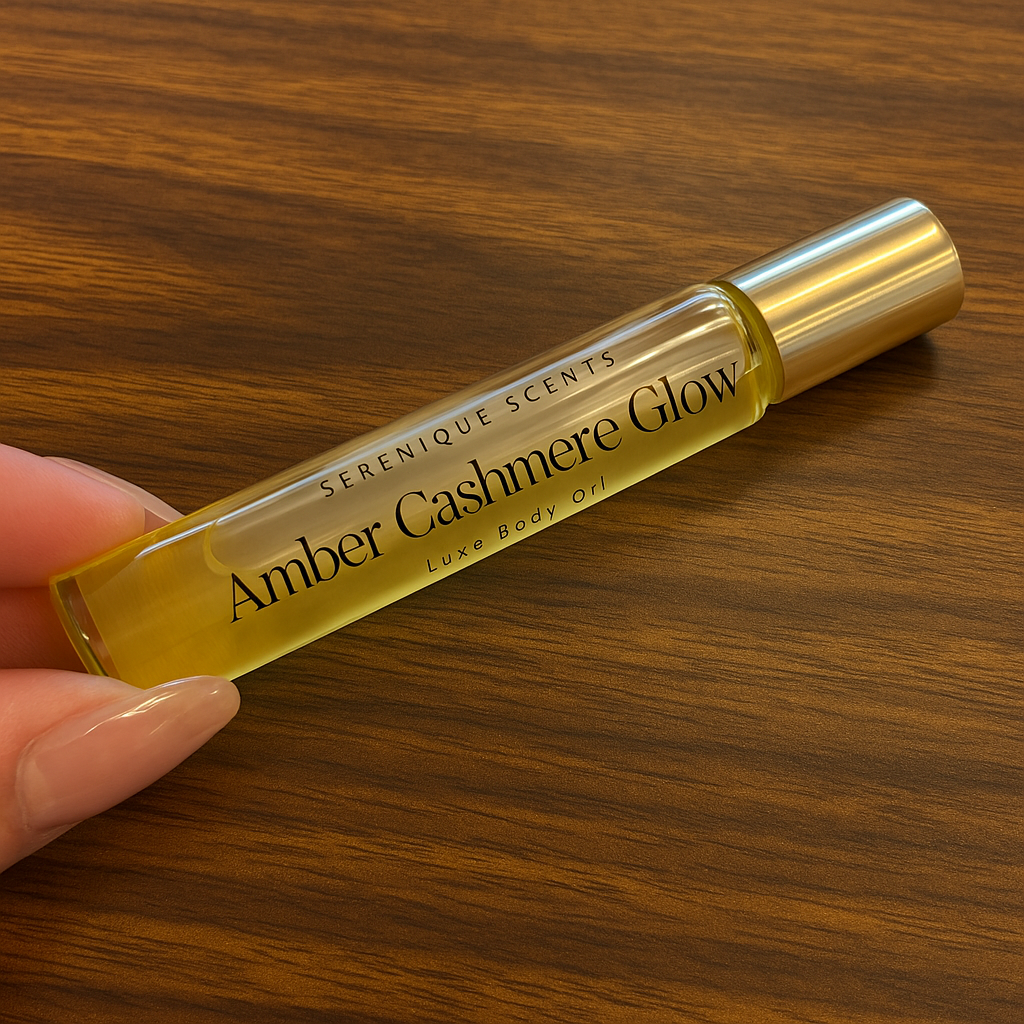 SERENIQUE SCENTS
Amber Cashmere Glow
Luxe Body Orl